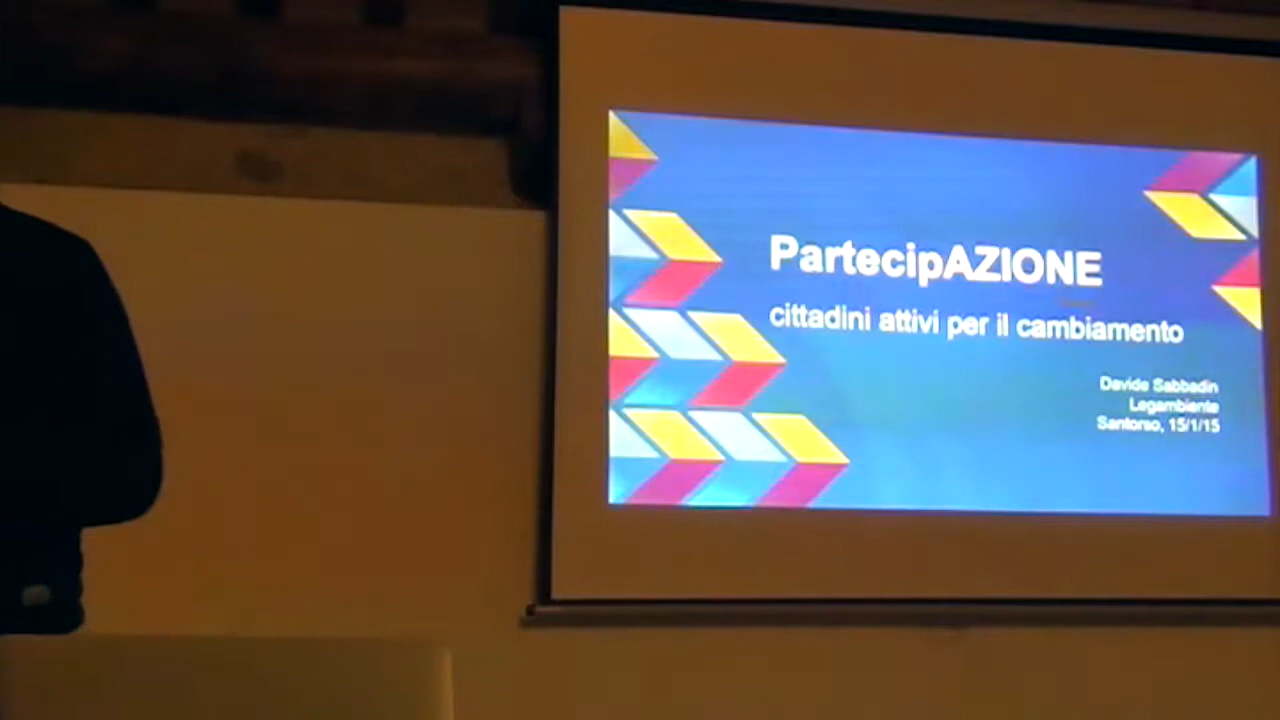 PartecipAZIONE
cittadini attivi per il cambiamento
Davide Sabbadin
Legambiente
Santorso, 15/1/15